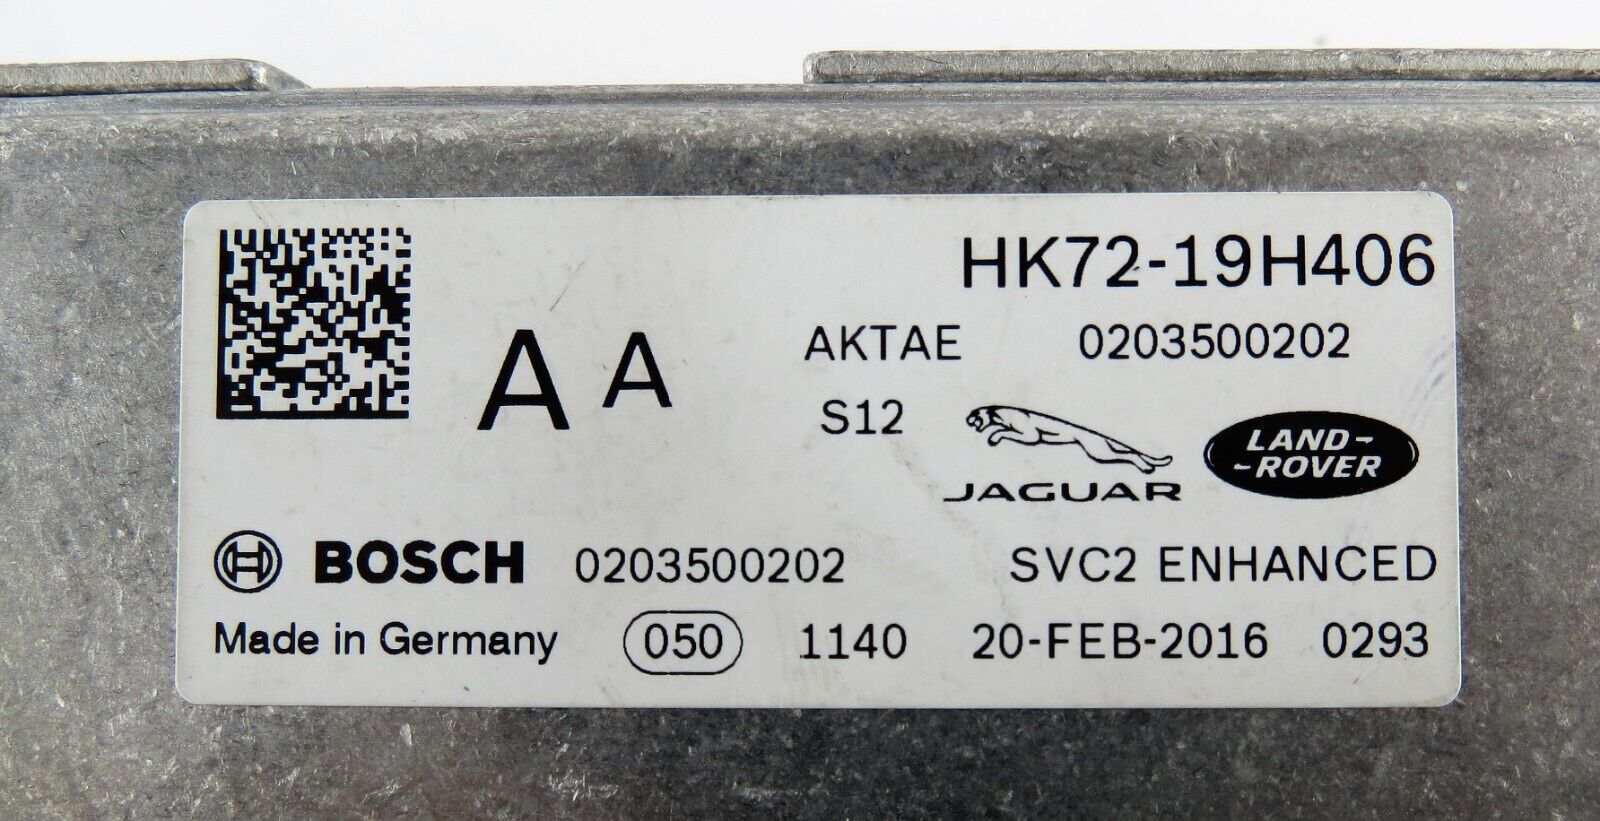 HK72-19H406
A A AKTAE 0203500202
S12
JAGUAR LAND-
-ROVER
BOSCH 0203500202 SVC2 ENHANCED
Made in Germany 050 1140 20-FEB-2016 0293